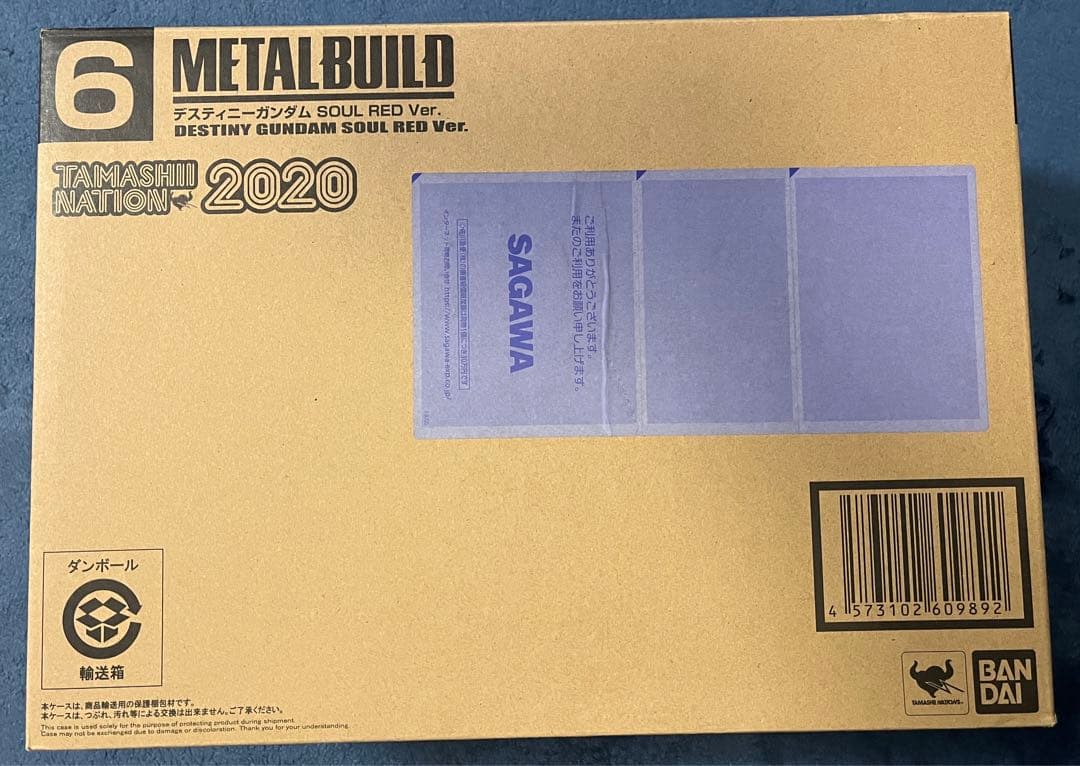 6
METAL BUILD
デスティニーガンダム SOUL RED Ver.
DESTINY GUNDAM SOUL RED Ver.
TAMASHII
NATION 2020
ご利用ありがとうございます。
またのご利用をお願い申し上げます。
SAGAWA
ダンボール
輸送箱
4 573102 609892
TAMASHII NATIONS
BAN
DAI
本ケースは、商品輸送用の保護梱包材です。
本ケースは、つぶれ、汚れ等による交換は出来ません。ご了承ください。
This case is used solely for the purpose of protecting product during shipment.
Case may not be exchanged due to damage or discoloration. Thank you for your understanding.